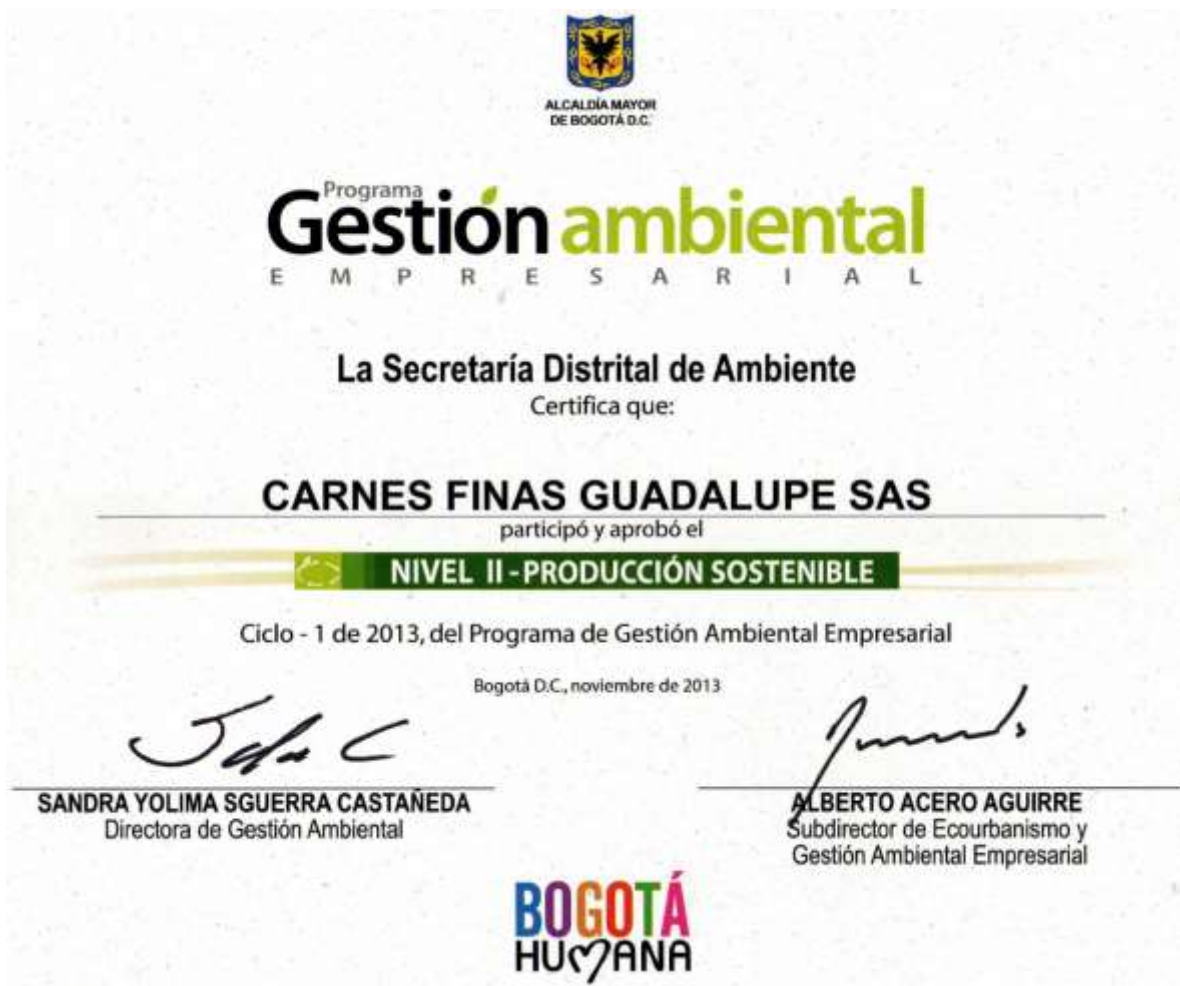 ALCALDÍA MAYOR
DE BOGOTÁ D.C.
Programa
Gestión ambiental
EMPRESARIAL
La Secretaría Distrital de Ambiente
Certifica que:
CARNES FINAS GUADALUPE SAS
participó y aprobó el
NIVEL II - PRODUCCIÓN SOSTENIBLE
Ciclo - 1 de 2013, del Programa de Gestión Ambiental Empresarial
Bogotá D.C., noviembre de 2013
SANDRA YOLIMA SGUERRA CASTAÑEDA
Directora de Gestión Ambiental
ALBERTO ACERO AGUIRRE
Subdirector de Ecourbanismo y
Gestión Ambiental Empresarial
BOGOTÁ
HUMANA